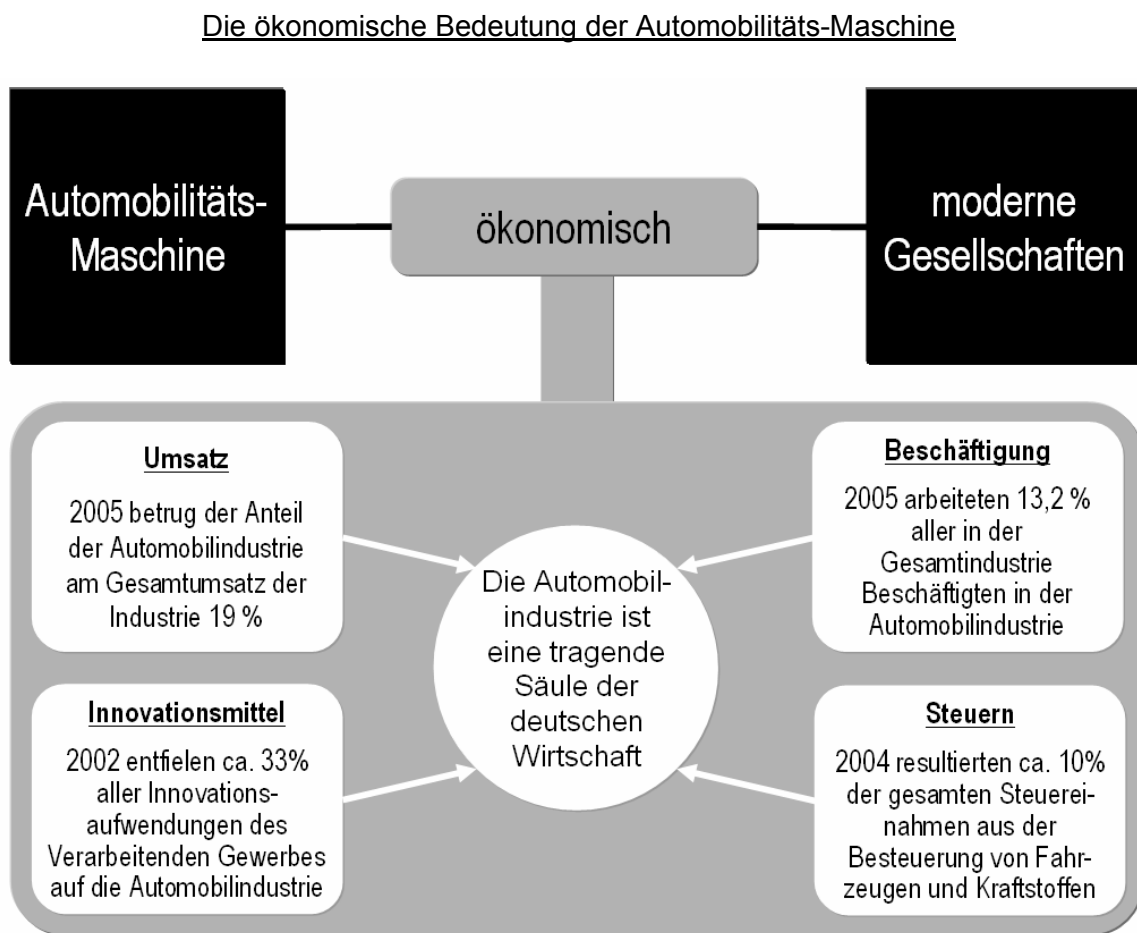 Die ökonomische Bedeutung der Automobilitäts-Maschine
Automobilitäts-
Maschine
ökonomisch
moderne
Gesellschaften
Umsatz
2005 betrug der Anteil
der Automobilindustrie
am Gesamtumsatz der
Industrie 19 %
Beschäftigung
2005 arbeiteten 13,2 %
aller in der
Gesamtindustrie
Beschäftigten in der
Automobilindustrie
Die Automobil-
industrie ist
eine tragende
Säule der
deutschen
Wirtschaft
Innovationsmittel
2002 entfielen ca. 33%
aller Innovations-
aufwendungen des
Verarbeitenden Gewerbes
auf die Automobilindustrie
Steuern
2004 resultierten ca. 10%
der gesamten Steuerei-
nahmen aus der
Besteuerung von Fahr-
zeugen und Kraftstoffen